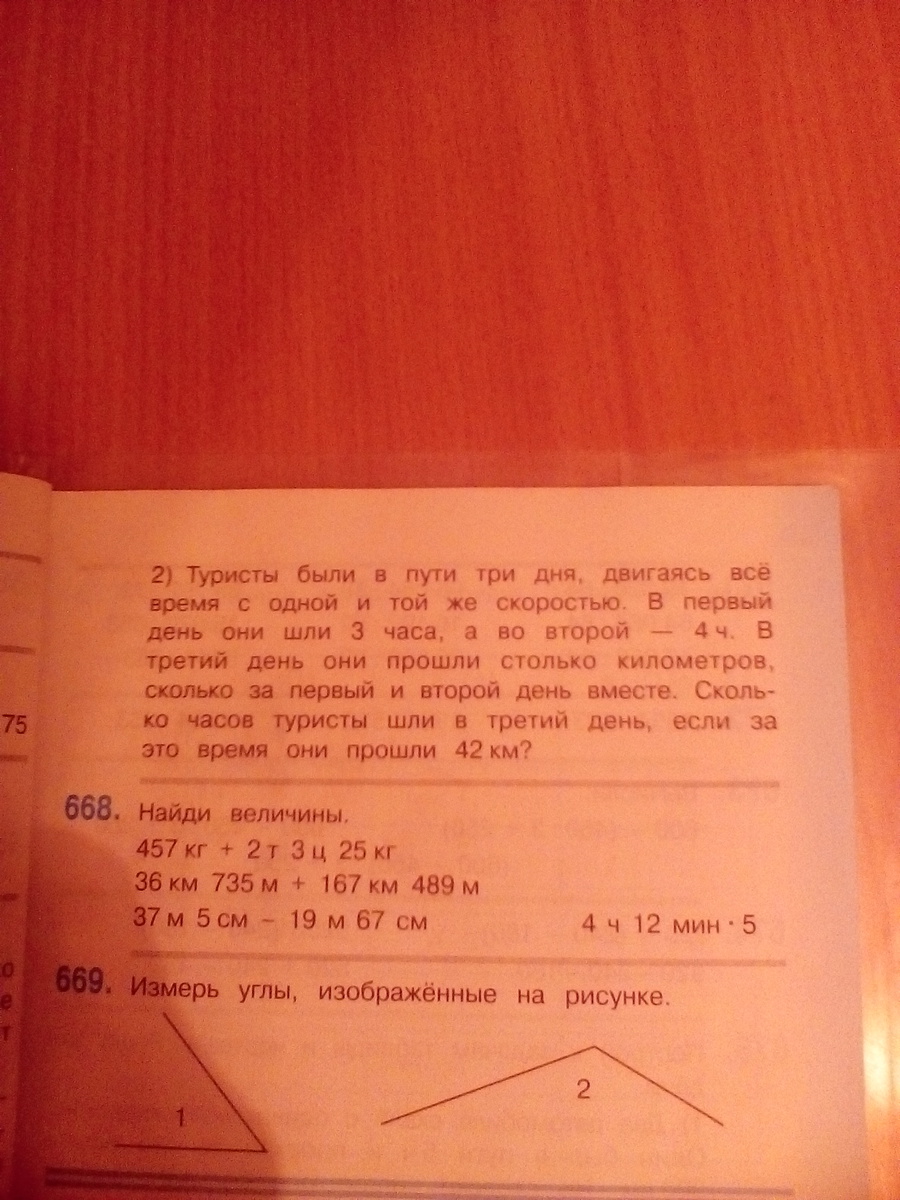 2) Туристы были в пути три дня, двигаясь всё
время с одной и той же скоростью. В первый
день они шли 3 часа, а во второй — 4 ч. В
третий день они прошли столько километров,
сколько за первый и второй день вместе. Сколь-
ко часов туристы шли в третий день, если за
это время они прошли 42 км?
75
668. Найди величины.
457 кг + 2 т 3 ц 25 кг
36 км 735 м + 167 км 489 м
37 м 5 см − 19 м 67 см 4 ч 12 мин · 5
669. Измерь углы, изображённые на рисунке.
1 2